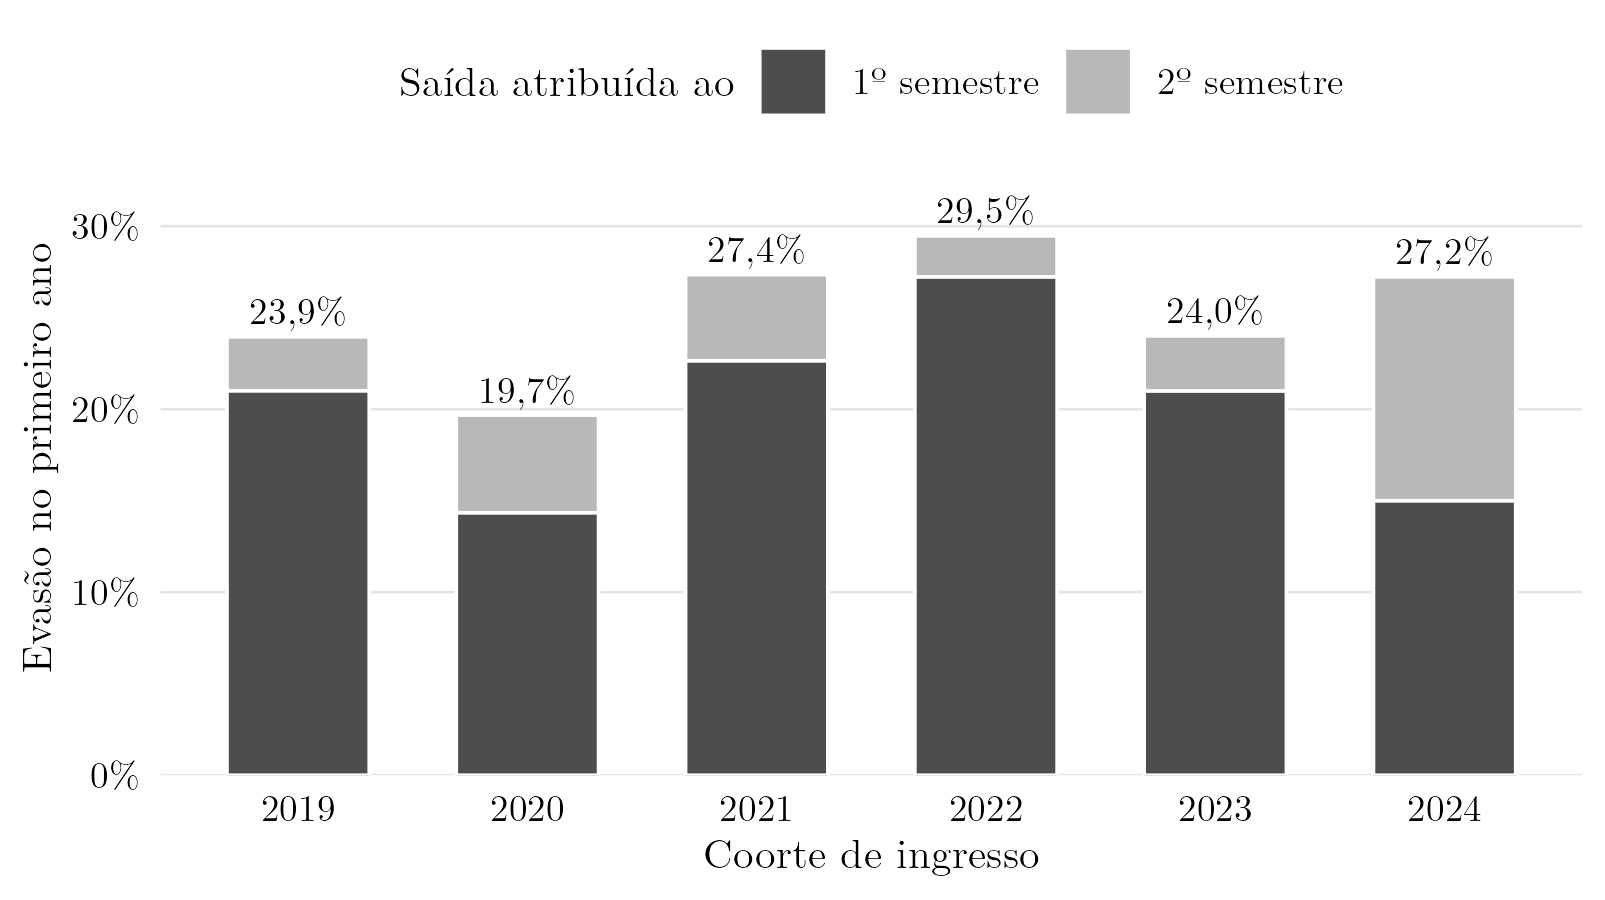 Saída atribuída ao 1º semestre 2º semestre
Evasão no primeiro ano
30%
20%
10%
0%
23,9%
19,7%
27,4%
29,5%
24,0%
27,2%
2019 2020 2021 2022 2023 2024
Coorte de ingresso